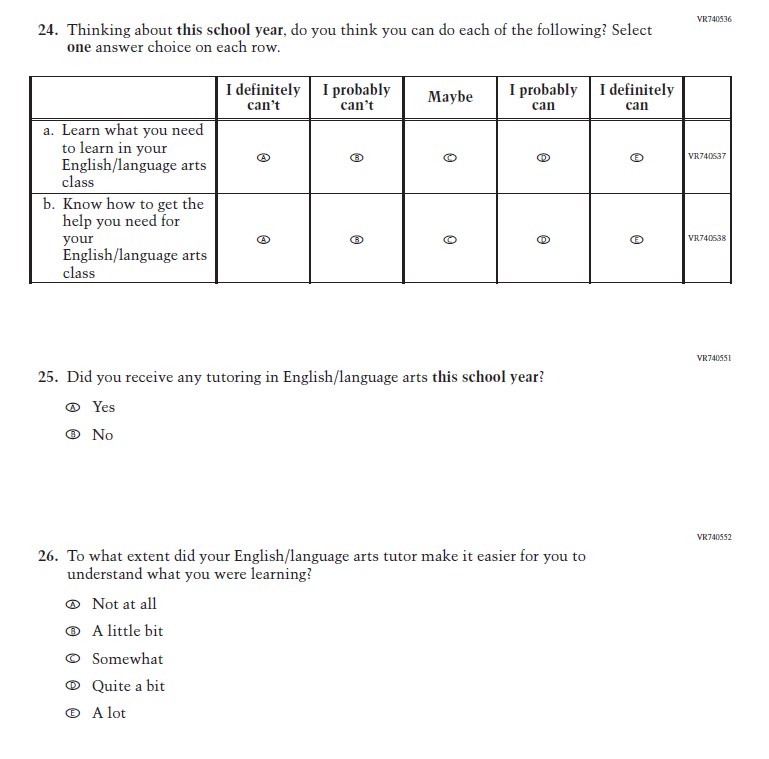 VR740536
24. Thinking about this school year, do you think you can do each of the following? Select
one answer choice on each row.
I definitely can't I probably can't Maybe I probably can I definitely can
a. Learn what you need
to learn in your
English/language arts
class
A B C D E VR740537
b. Know how to get the
help you need for
your
English/language arts
class
A B C D E VR740538
VR740551
25. Did you receive any tutoring in English/language arts this school year?
A Yes
B No
VR740552
26. To what extent did your English/language arts tutor make it easier for you to
understand what you were learning?
A Not at all
B A little bit
C Somewhat
D Quite a bit
E A lot